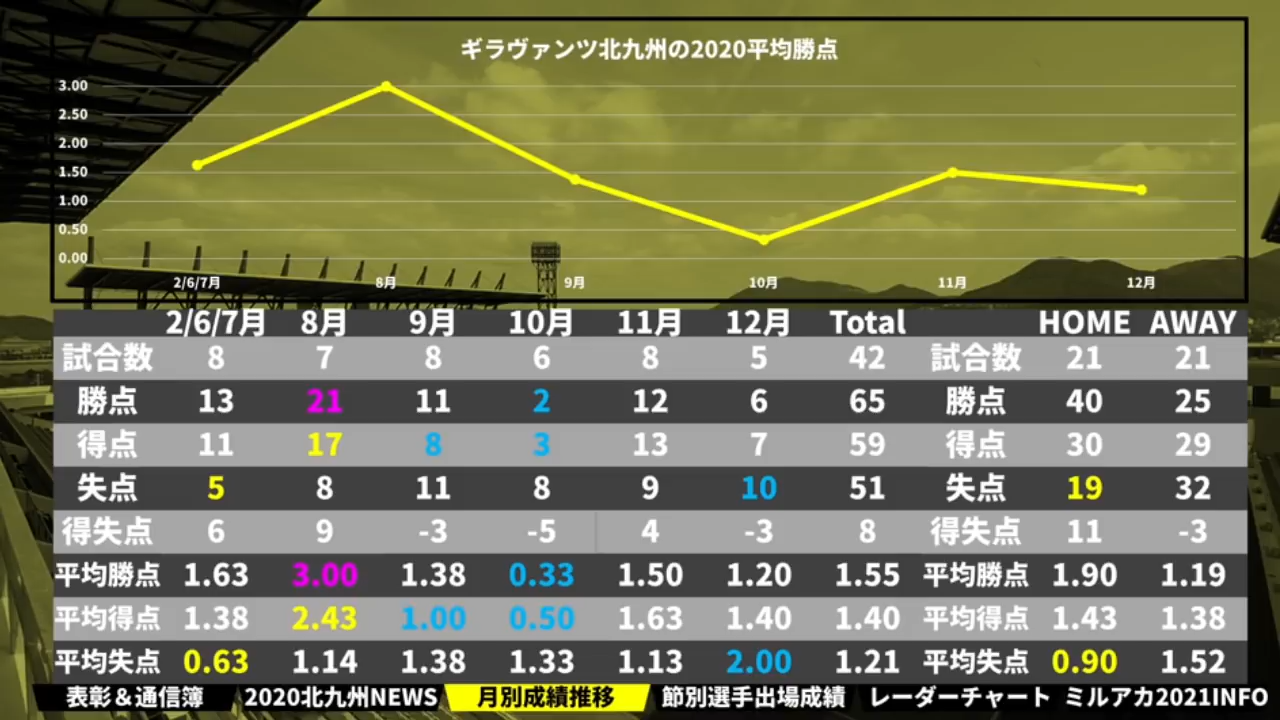 ギラヴァンツ北九州の2020平均勝点
3.00
2.50
2.00
1.50
1.00
0.50
0.00
2/6/7月 8月 9月 10月 11月 12月
2/6/7月 8月 9月 10月 11月 12月 Total HOME AWAY
試合数 8 7 8 6 8 5 42 試合数 21 21
勝点 13 21 11 2 12 6 65 勝点 40 25
得点 11 17 8 3 13 7 59 得点 30 29
失点 5 8 11 8 9 10 51 失点 19 32
得失点 6 9 -3 -5 4 -3 8 得失点 11 -3
平均勝点 1.63 3.00 1.38 0.33 1.50 1.20 1.55 平均勝点 1.90 1.19
平均得点 1.38 2.43 1.00 0.50 1.63 1.40 1.40 平均得点 1.43 1.38
平均失点 0.63 1.14 1.38 1.33 1.13 2.00 1.21 平均失点 0.90 1.52
表彰＆通信簿 2020北九州NEWS 月別成績推移 節別選手出場成績 レーダーチャート ミルアカ2021INFO